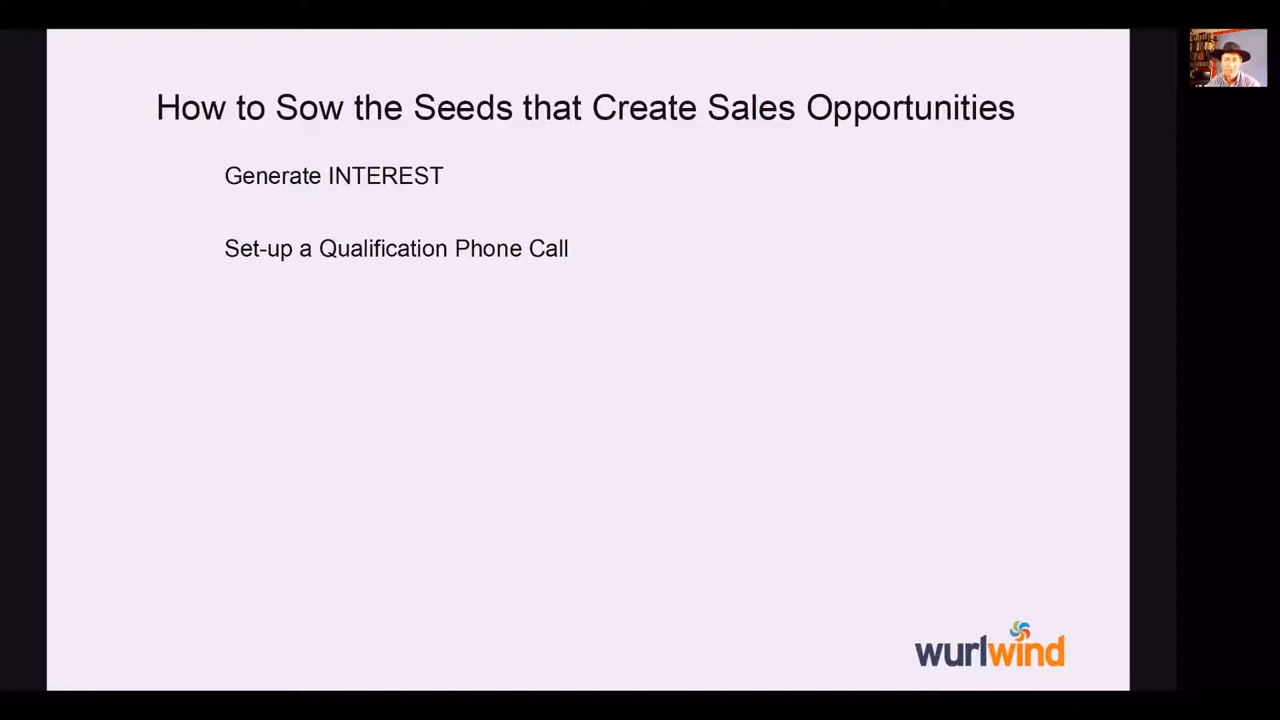 How to Sow the Seeds that Create Sales Opportunities
Generate INTEREST
Set-up a Qualification Phone Call
wurlwind